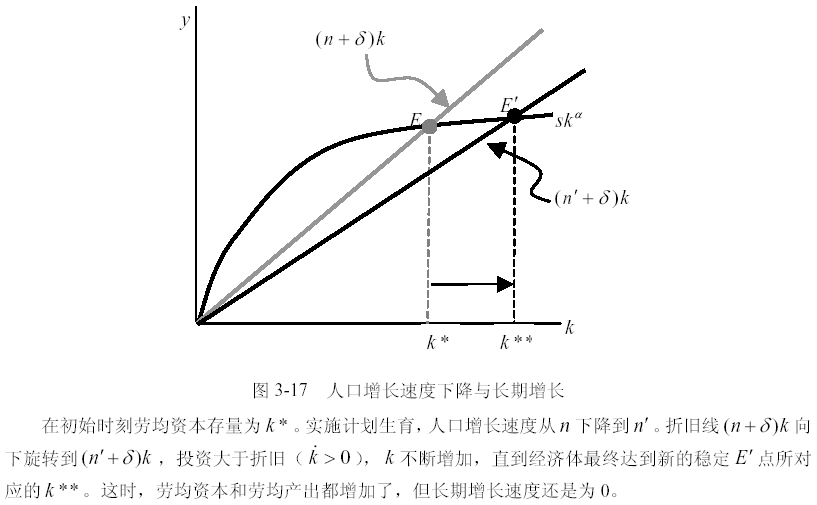 y
(n + δ)k
E
E′
sk^α
(n′ + δ)k
k
k*
k**
图 3-17 人口增长速度下降与长期增长
在初始时刻劳均资本存量为 k*。实施计划生育，人口增长速度从 n 下降到 n′。折旧线 (n + δ)k 向
下旋转到 (n′ + δ)k，投资大于折旧（k̇ > 0），k 不断增加，直到经济体最终达到新的稳定 E′ 点所对
应的 k**。这时，劳均资本和劳均产出都增加了，但长期增长速度还是为 0。